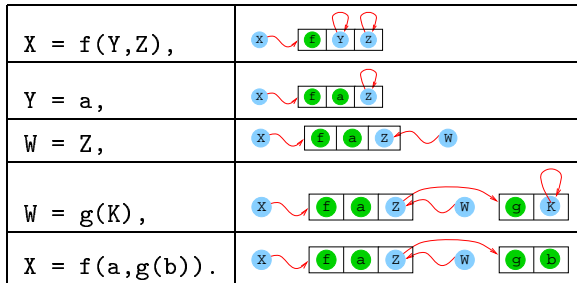 X = f(Y,Z), X f Y Z
Y = a, X f a Z
W = Z, X f a Z W
W = g(K), X f a Z W g K
X = f(a,g(b)). X f a Z W g b